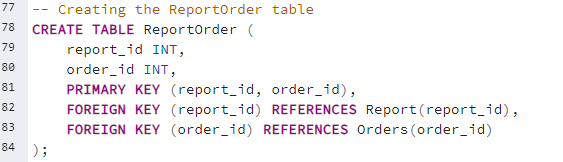 77 -- Creating the ReportOrder table
78 CREATE TABLE ReportOrder (
79     report_id INT,
80     order_id INT,
81     PRIMARY KEY (report_id, order_id),
82     FOREIGN KEY (report_id) REFERENCES Report(report_id),
83     FOREIGN KEY (order_id) REFERENCES Orders(order_id)
84 );